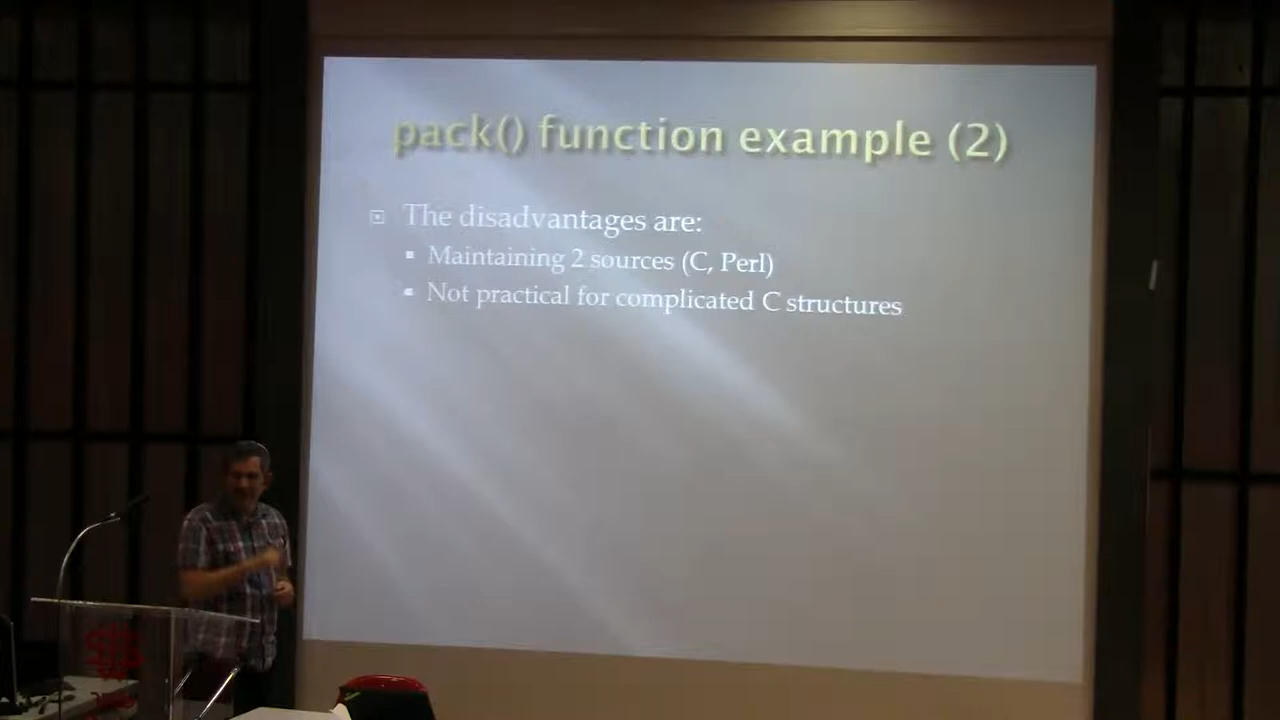 pack() function example (2)
The disadvantages are:
Maintaining 2 sources (C, Perl)
Not practical for complicated C structures